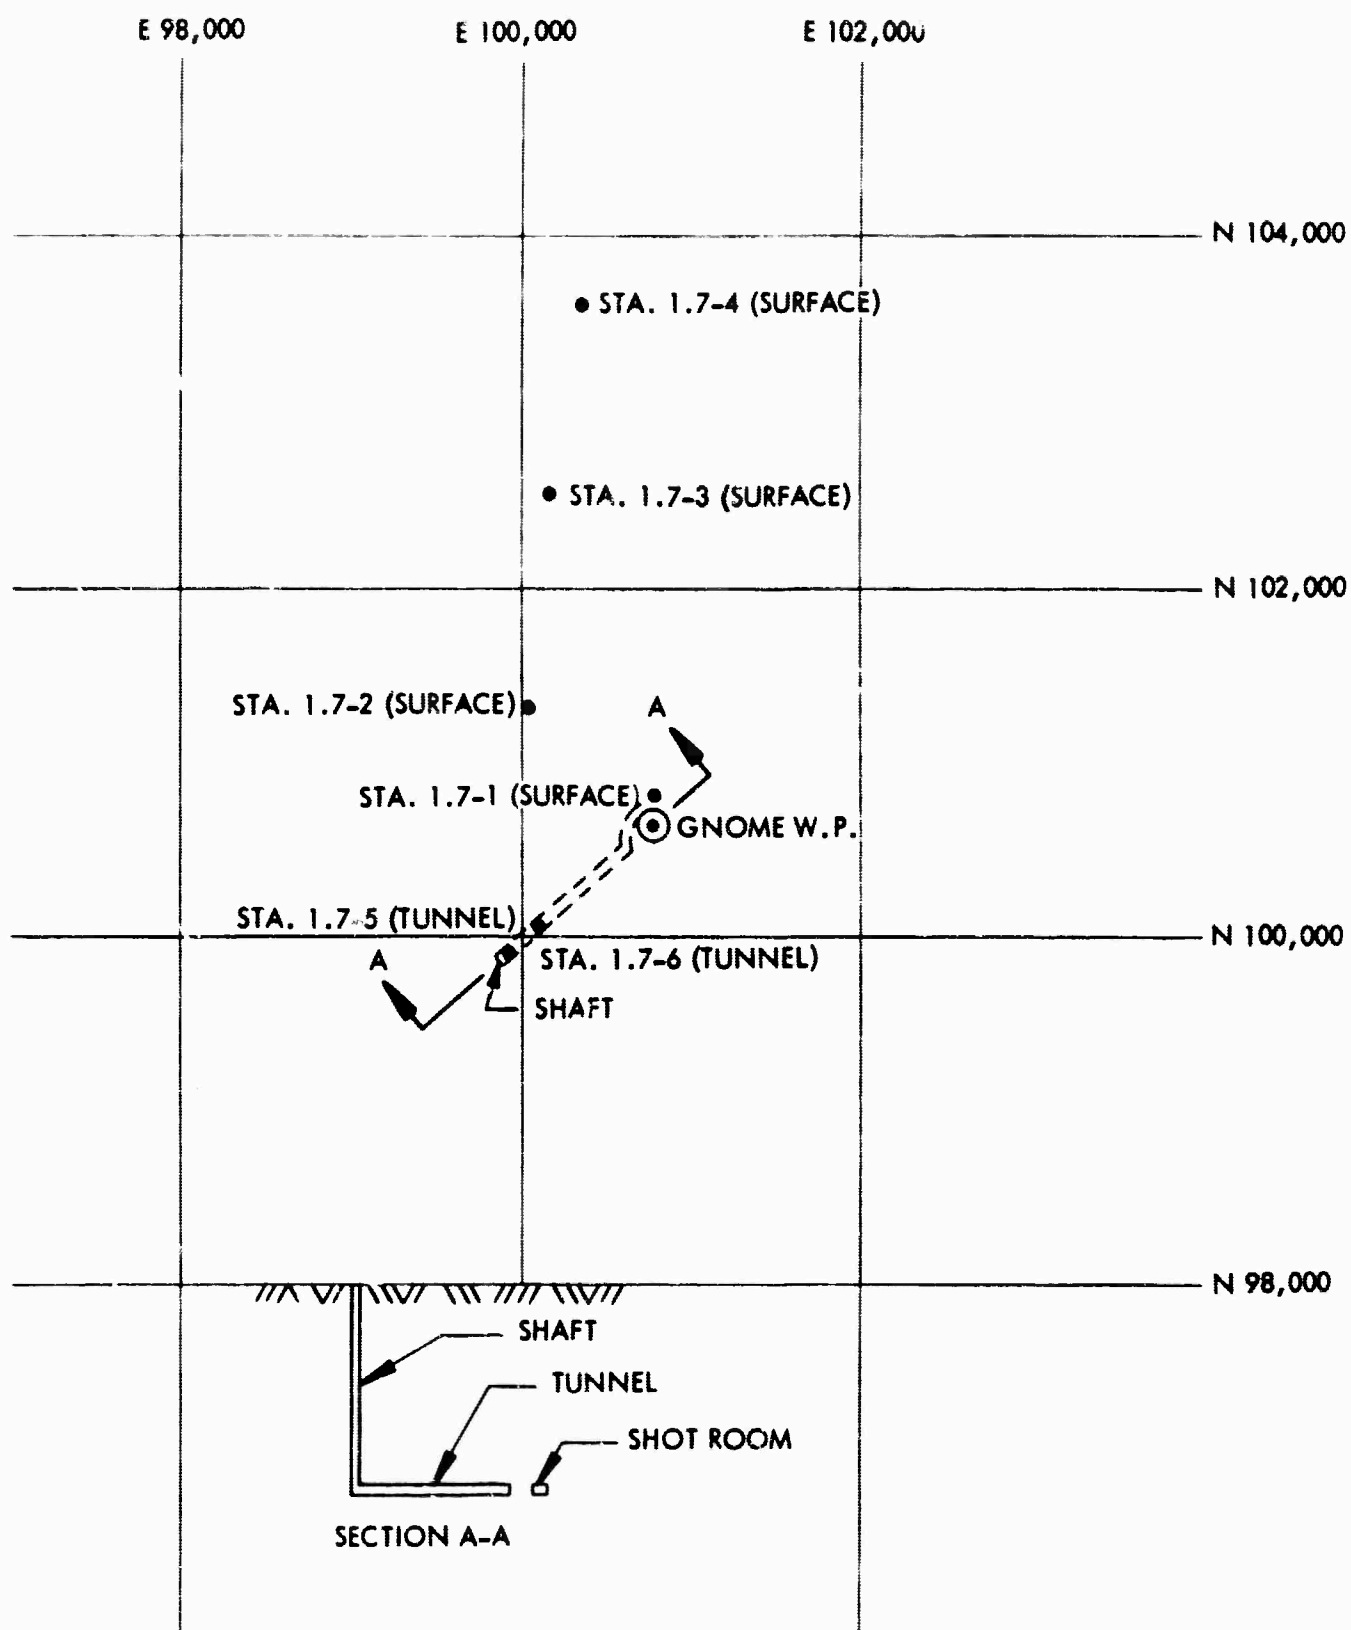 E 98,000
E 100,000
E 102,000
N 104,000
STA. 1.7-4 (SURFACE)
STA. 1.7-3 (SURFACE)
N 102,000
STA. 1.7-2 (SURFACE)
A
STA. 1.7-1 (SURFACE)
GNOME W.P.
STA. 1.7-5 (TUNNEL)
N 100,000
A
STA. 1.7-6 (TUNNEL)
SHAFT
N 98,000
SHAFT
TUNNEL
SHOT ROOM
SECTION A-A